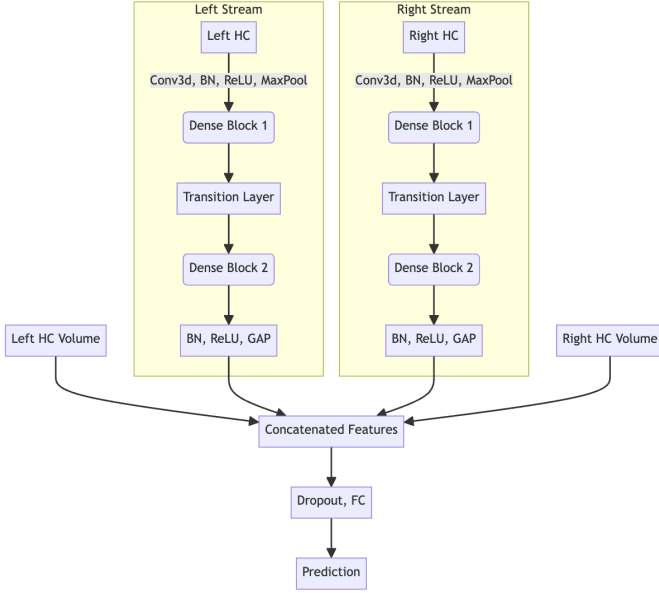 Left Stream
Left HC
Conv3d, BN, ReLU, MaxPool
Dense Block 1
Transition Layer
Dense Block 2
BN, ReLU, GAP
Right Stream
Right HC
Conv3d, BN, ReLU, MaxPool
Dense Block 1
Transition Layer
Dense Block 2
BN, ReLU, GAP
Left HC Volume
Right HC Volume
Concatenated Features
Dropout, FC
Prediction